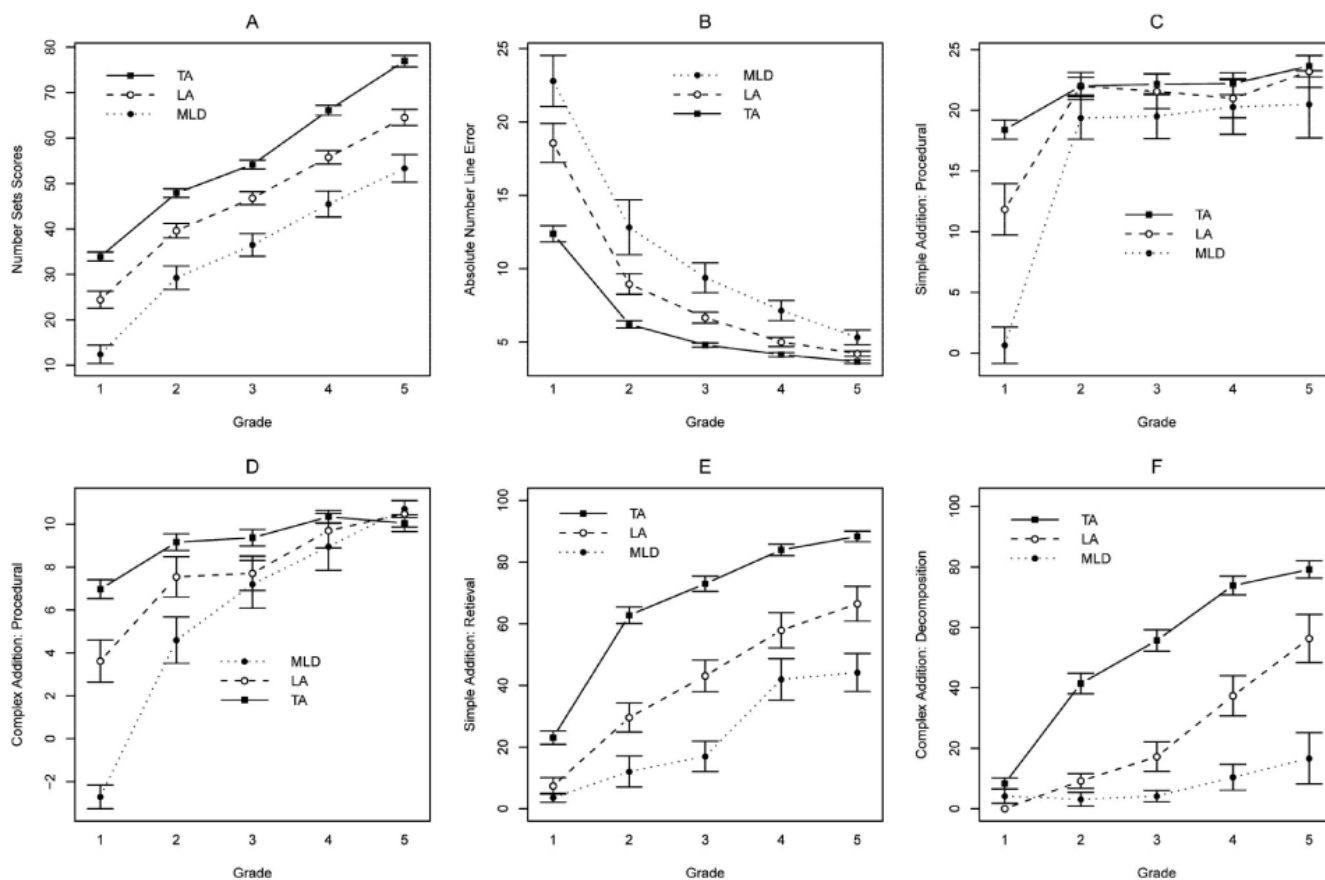 A
Number Sets Scores
80
70
60
50
40
30
20
10
TA
LA
MLD
1 2 3 4 5
Grade
B
Absolute Number Line Error
25
20
15
10
5
MLD
LA
TA
1 2 3 4 5
Grade
C
Simple Addition: Procedural
25
20
15
10
5
0
TA
LA
MLD
1 2 3 4 5
Grade
D
Complex Addition: Procedural
10
8
6
4
2
0
−2
MLD
LA
TA
1 2 3 4 5
Grade
E
Simple Addition: Retieval
100
80
60
40
20
0
TA
LA
MLD
1 2 3 4 5
Grade
F
Complex Addition: Decomposition
100
80
60
40
20
0
TA
LA
MLD
1 2 3 4 5
Grade